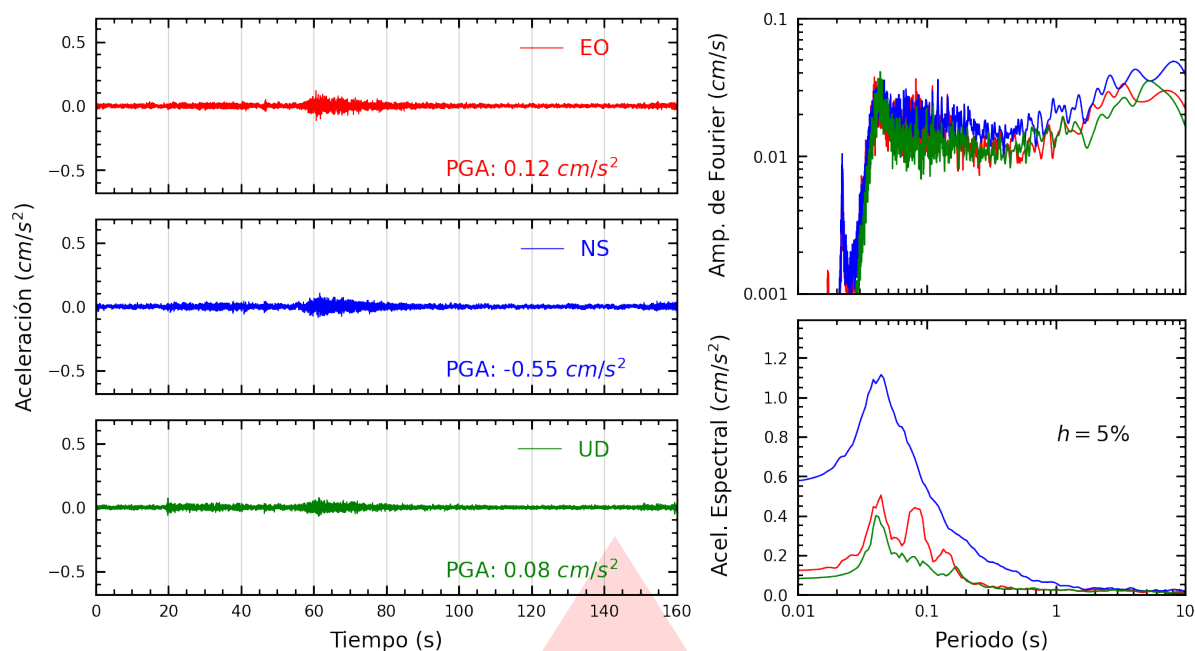 Aceleración (cm/s²)
0.5
0.0
−0.5
EO
PGA: 0.12 cm/s²
0.5
0.0
−0.5
NS
PGA: -0.55 cm/s²
0.5
0.0
−0.5
UD
PGA: 0.08 cm/s²
0 20 40 60 80 100 120 140 160
Tiempo (s)
Amp. de Fourier (cm/s)
0.1
0.01
0.001
Acel. Espectral (cm/s²)
1.2
1.0
0.8
0.6
0.4
0.2
0.0
h = 5%
0.01 0.1 1 10
Periodo (s)